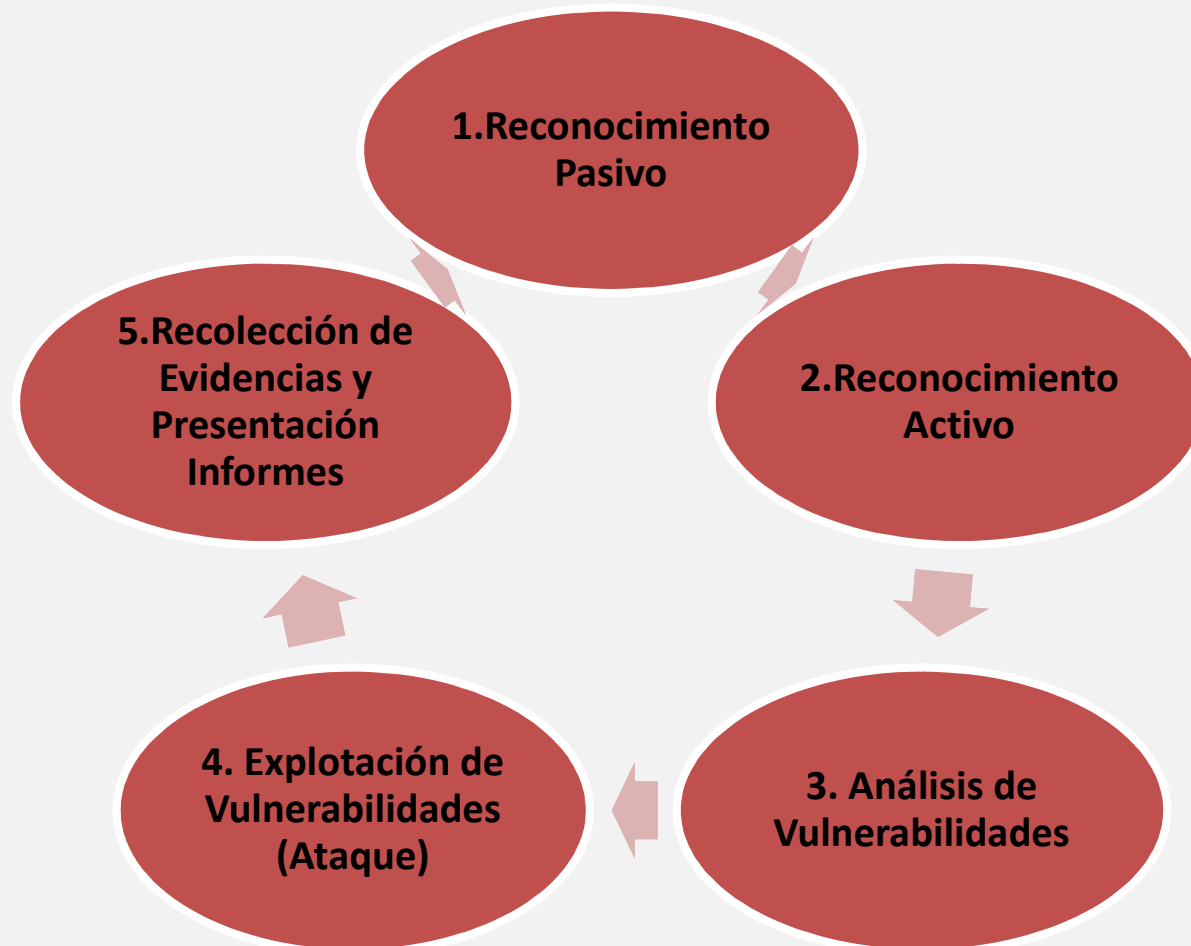 1.Reconocimiento
Pasivo
2.Reconocimiento
Activo
3. Análisis de
Vulnerabilidades
4. Explotación de
Vulnerabilidades
(Ataque)
5.Recolección de
Evidencias y
Presentación
Informes